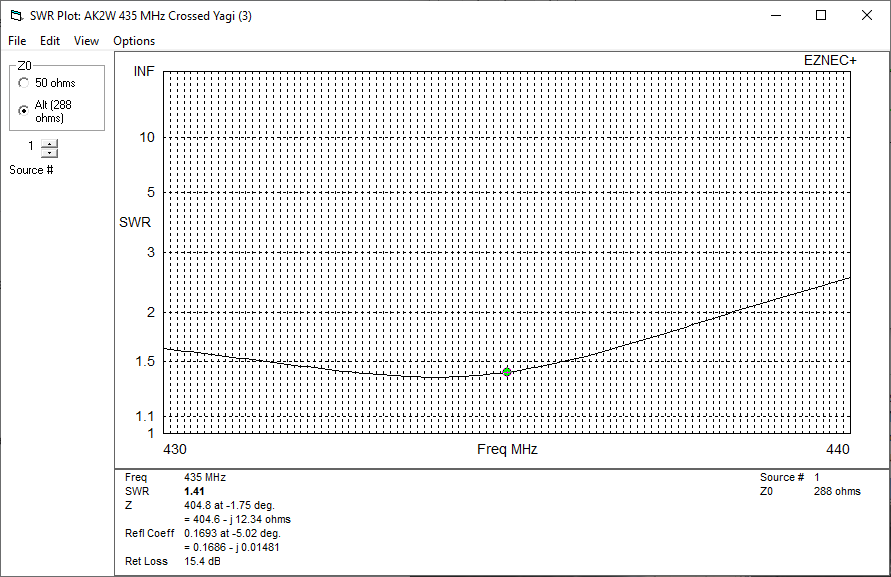 SWR Plot: AK2W 435 MHz Crossed Yagi (3)
File Edit View Options
Z0
50 ohms
Alt (288
ohms)
1
Source #
EZNEC+
INF
10
5
SWR
3
2
1.5
1.1
1
430 Freq MHz 440
Freq 435 MHz Source # 1
SWR 1.41 Z0 288 ohms
Z 404.8 at -1.75 deg.
= 404.6 - j 12.34 ohms
Refl Coeff 0.1693 at -5.02 deg.
= 0.1686 - j 0.01481
Ret Loss 15.4 dB